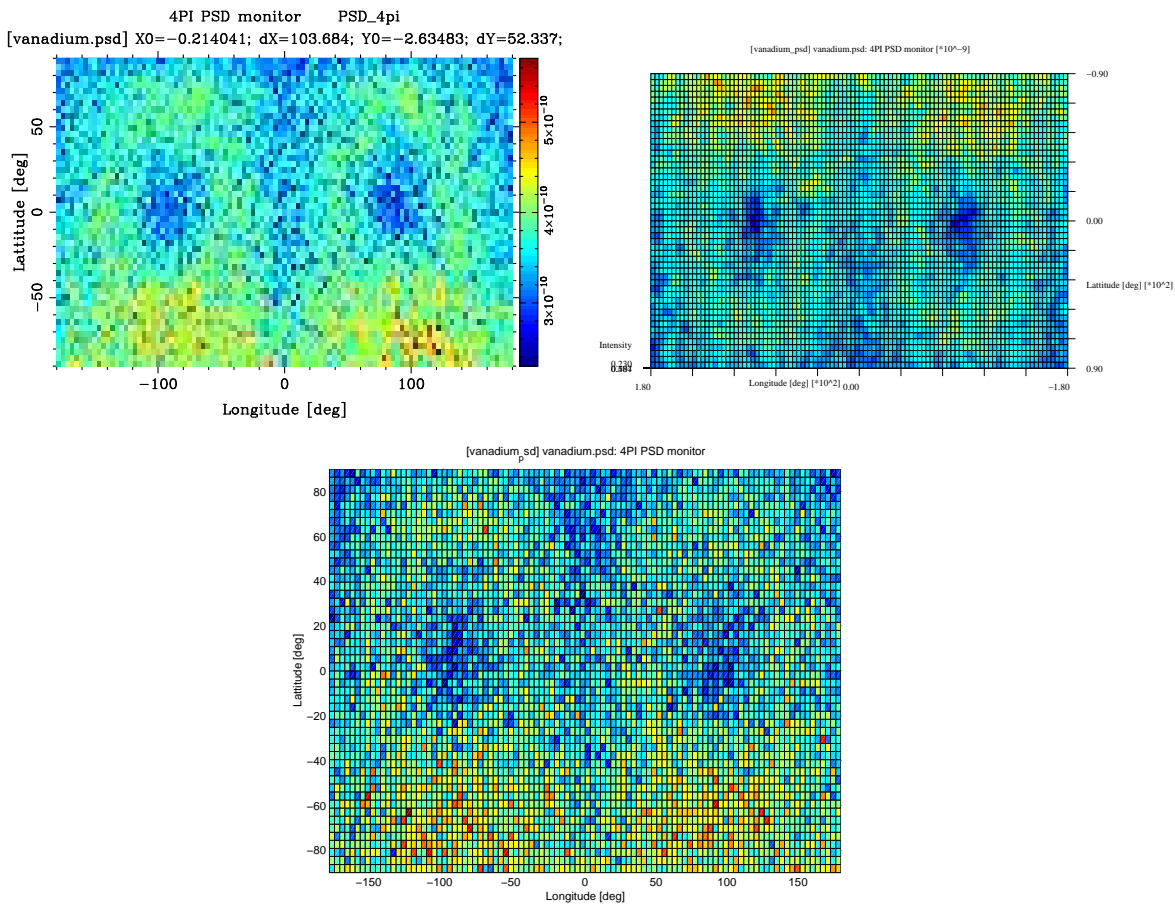 4PI PSD monitor PSD_4pi
[vanadium.psd] X0=−0.214041; dX=103.684; Y0=−2.63483; dY=52.337;
50
0
−50
Lattitude [deg]
−100
0
100
Longitude [deg]
5×10⁻¹⁰
4×10⁻¹⁰
3×10⁻¹⁰
[vanadium_psd] vanadium.psd: 4PI PSD monitor [*10^−9]
−0.90
0.00
Lattitude [deg] [*10^2]
0.90
Intensity
0.230
1.80
Longitude [deg] [*10^2]
0.00
−1.80
[vanadium_psd] vanadium.psd: 4PI PSD monitor
80
60
40
20
0
−20
−40
−60
−80
Lattitude [deg]
−150
−100
−50
0
50
100
150
Longitude [deg]